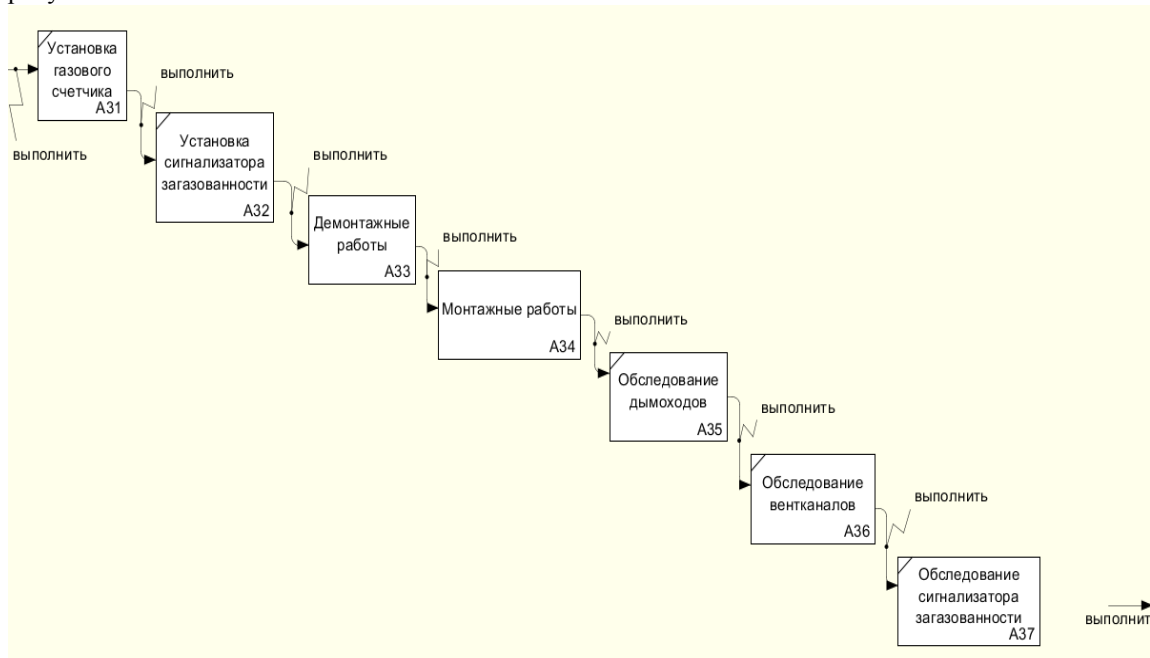 Установка
газового
счетчика
A31
выполнить
выполнить
Установка
сигнализатора
загазованности
A32
выполнить
Демонтажные
работы
A33
выполнить
Монтажные работы
A34
выполнить
Обследование
дымоходов
A35
выполнить
Обследование
вентканалов
A36
выполнить
Обследование
сигнализатора
загазованности
A37
выполнит